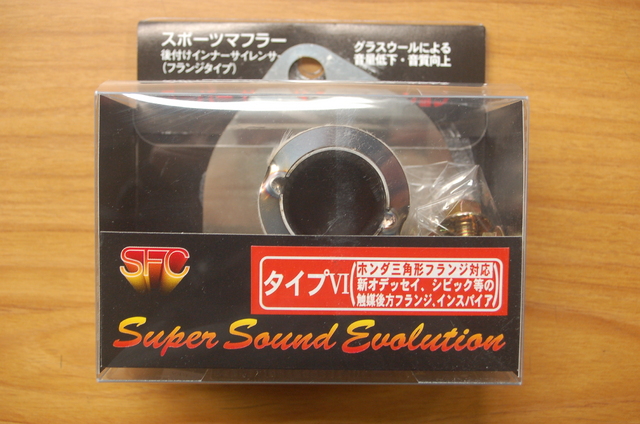 スポーツマフラー
後付けインナーサイレンサー
(フランジタイプ)
グラスウールによる
音量低下・音質向上
SFC
タイプVI
ホンダ三角形フランジ対応
新オデッセイ、シビック等の
触媒後方フランジ、インスパイア
Super Sound Evolution